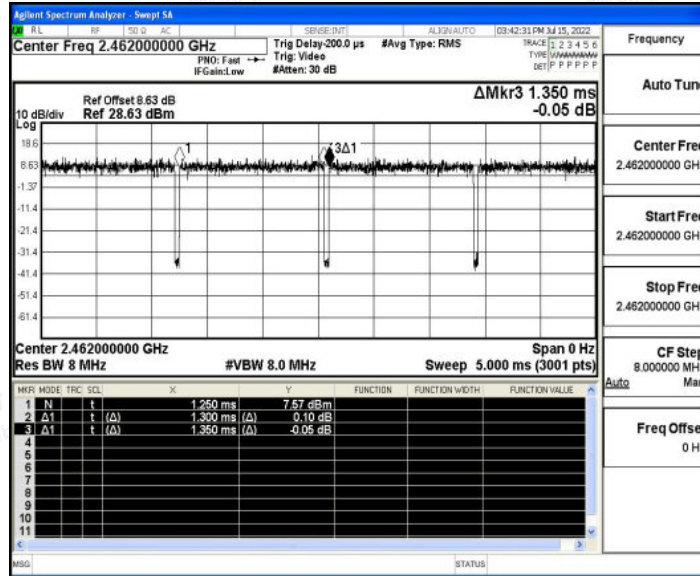 Agilent Spectrum Analyzer - Swept SA
RL RF 50 Ω AC SENSE:INT ALIGN AUTO 03:42:31 PM Jul 15, 2022
Center Freq 2.462000000 GHz
PNO: Fast
IFGain:Low
Trig Delay-200.0 µs
Trig: Video
#Atten: 30 dB
#Avg Type: RMS
TRACE 1 2 3 4 5 6
TYPE
DET P P P P P P
Frequency
Auto Tune
ΔMkr3 1.350 ms
-0.05 dB
Ref Offset 8.63 dB
Ref 28.63 dBm
10 dB/div
Log
18.6
8.63
-1.37
-11.4
-21.4
-31.4
-41.4
-51.4
-61.4
1
3Δ1
Center Freq
2.462000000 GHz
Start Freq
2.462000000 GHz
Stop Freq
2.462000000 GHz
CF Step
8.000000 MHz
Auto Man
Freq Offset
0 Hz
Center 2.462000000 GHz
Span 0 Hz
Res BW 8 MHz
#VBW 8.0 MHz
Sweep 5.000 ms (3001 pts)
MKR MODE TRC SCL X Y FUNCTION FUNCTION WIDTH FUNCTION VALUE
1 N t 1.250 ms 7.57 dBm
2 Δ1 t (Δ) 1.300 ms (Δ) 0.10 dB
3 Δ1 t (Δ) 1.350 ms (Δ) -0.05 dB
4
5
6
7
8
9
10
11
MSG
STATUS